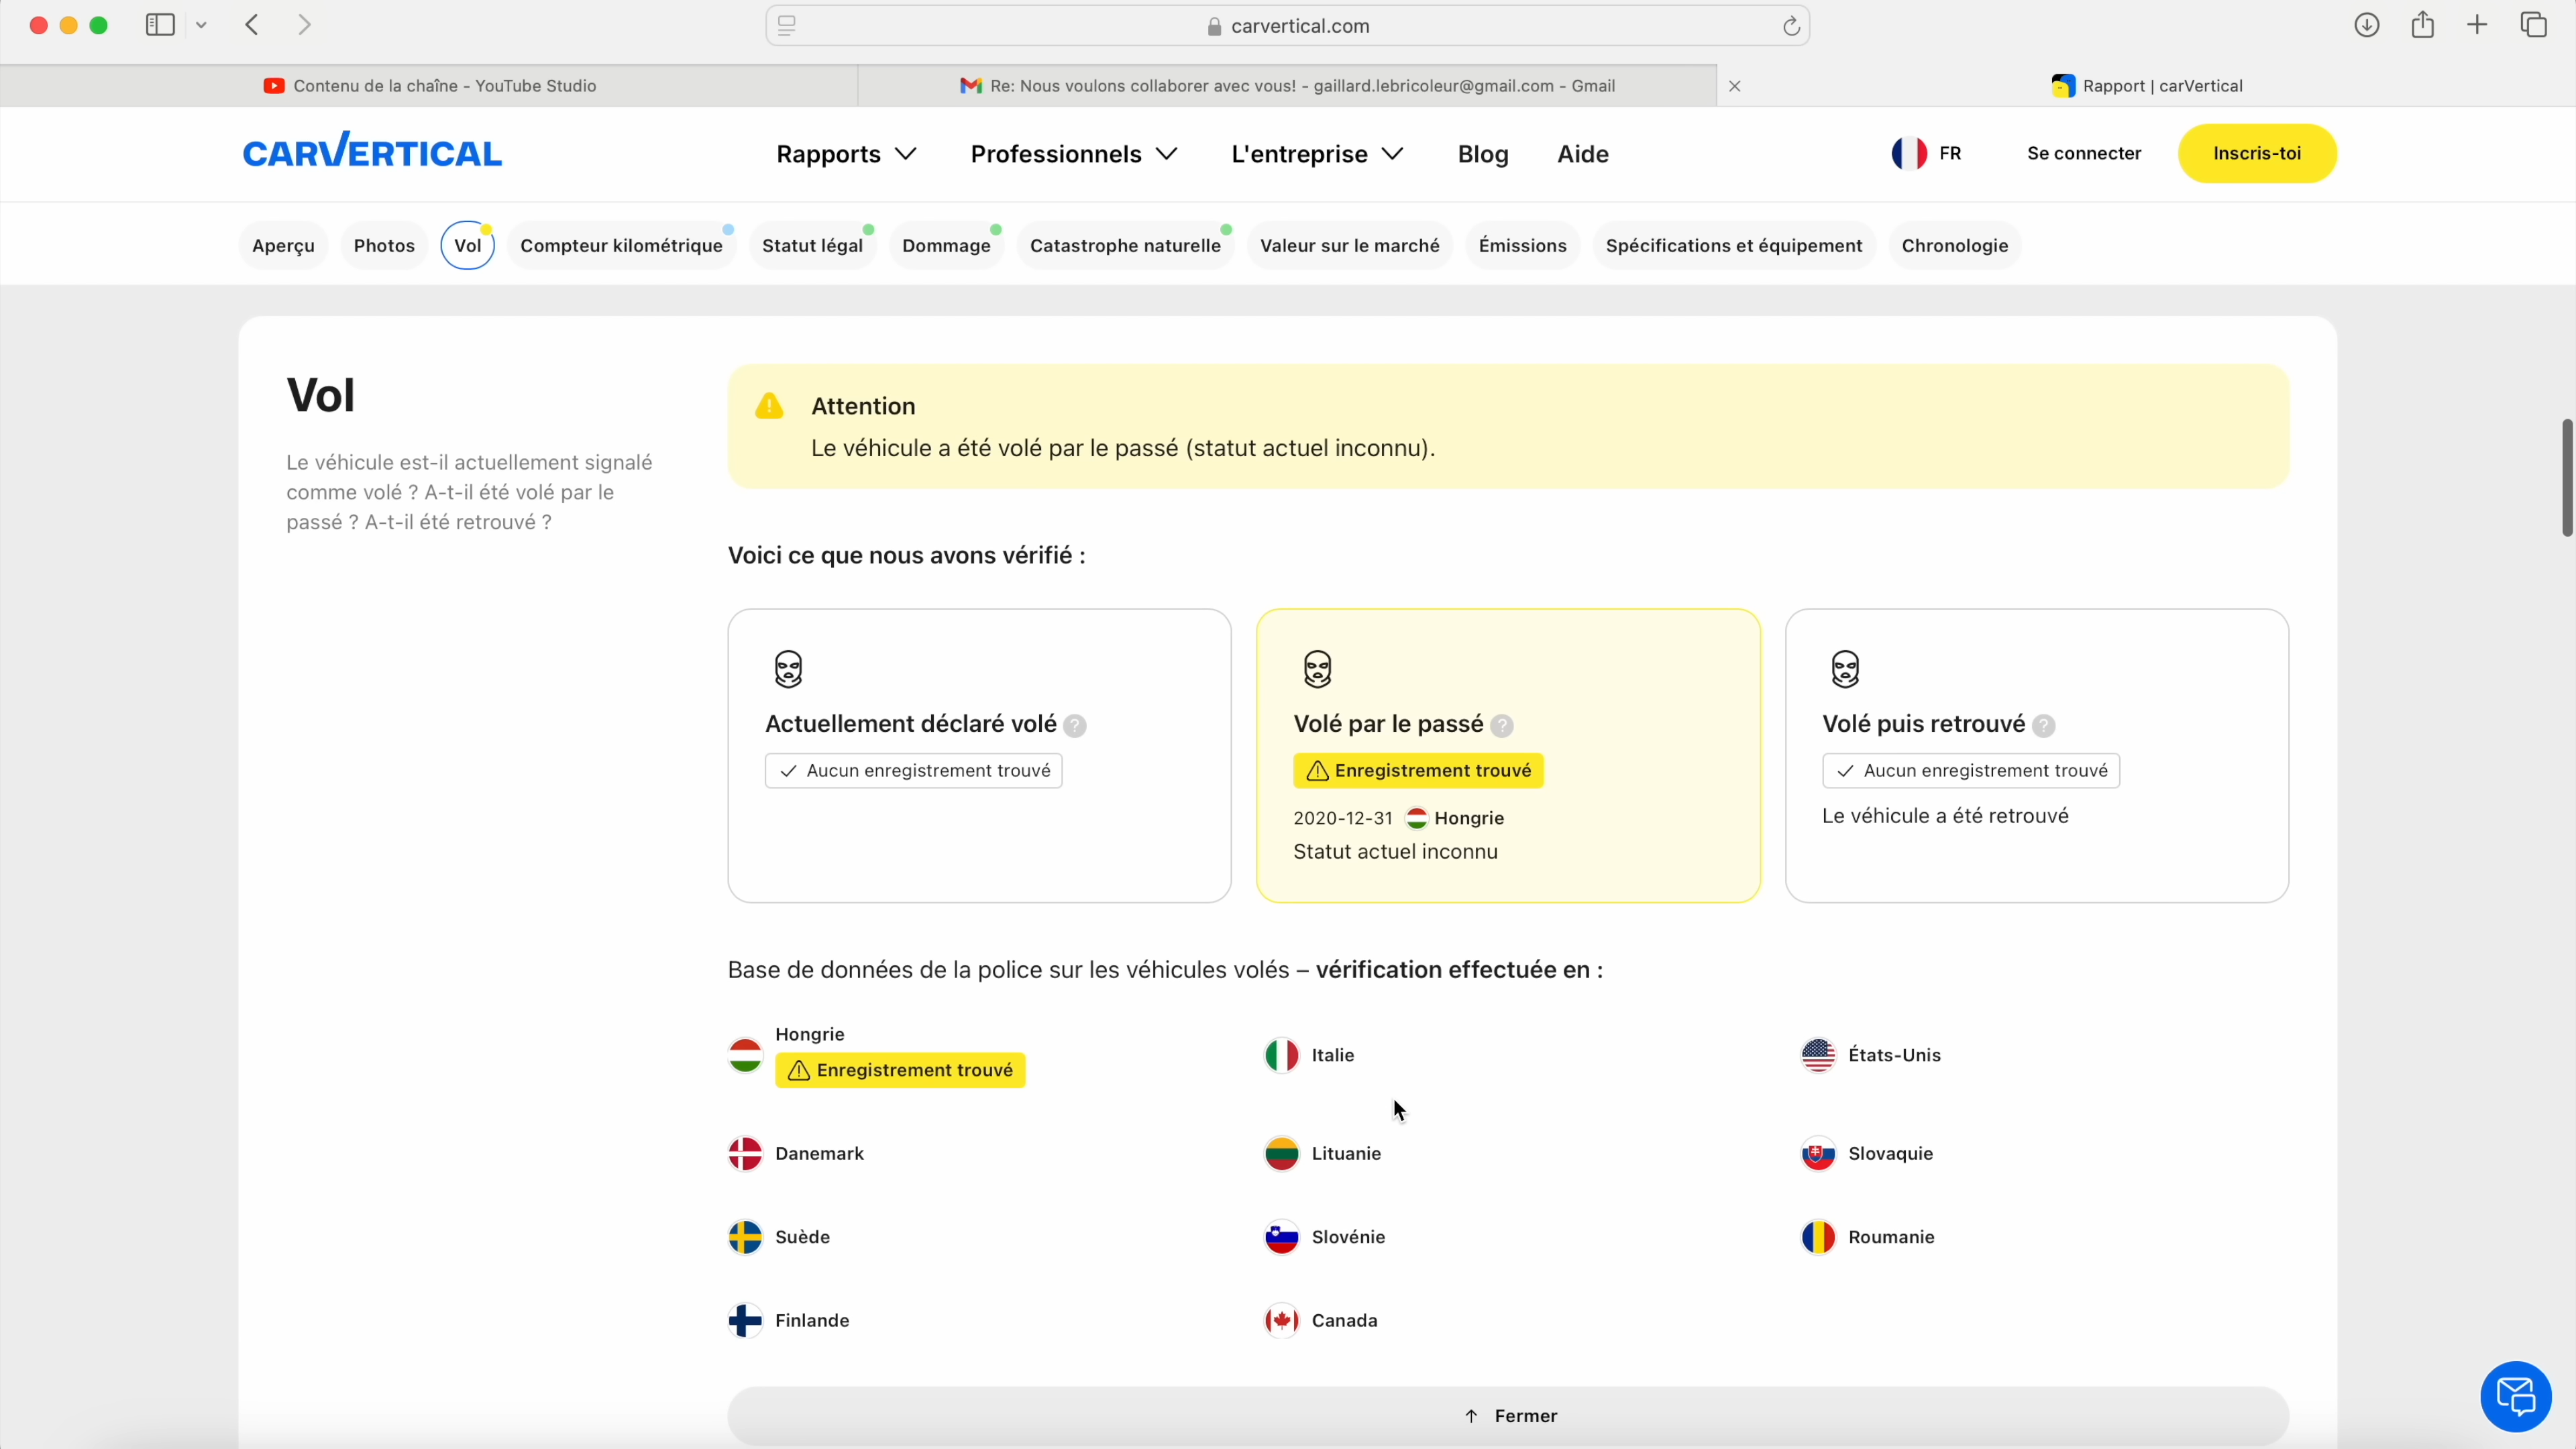 carvertical.com
Contenu de la chaîne - YouTube Studio
Re: Nous voulons collaborer avec vous! - gaillard.lebricoleur@gmail.com - Gmail
Rapport | carVertical
CARVERTICAL
Rapports
Professionnels
L'entreprise
Blog
Aide
FR
Se connecter
Inscris-toi
Aperçu
Photos
Vol
Compteur kilométrique
Statut légal
Dommage
Catastrophe naturelle
Valeur sur le marché
Émissions
Spécifications et équipement
Chronologie
Vol
Le véhicule est-il actuellement signalé
comme volé ? A-t-il été volé par le
passé ? A-t-il été retrouvé ?
Attention
Le véhicule a été volé par le passé (statut actuel inconnu).
Voici ce que nous avons vérifié :
Actuellement déclaré volé ?
Aucun enregistrement trouvé
Volé par le passé ?
Enregistrement trouvé
2020-12-31 Hongrie
Statut actuel inconnu
Volé puis retrouvé ?
Aucun enregistrement trouvé
Le véhicule a été retrouvé
Base de données de la police sur les véhicules volés – vérification effectuée en :
Hongrie
Enregistrement trouvé
Italie
États-Unis
Danemark
Lituanie
Slovaquie
Suède
Slovénie
Roumanie
Finlande
Canada
Fermer